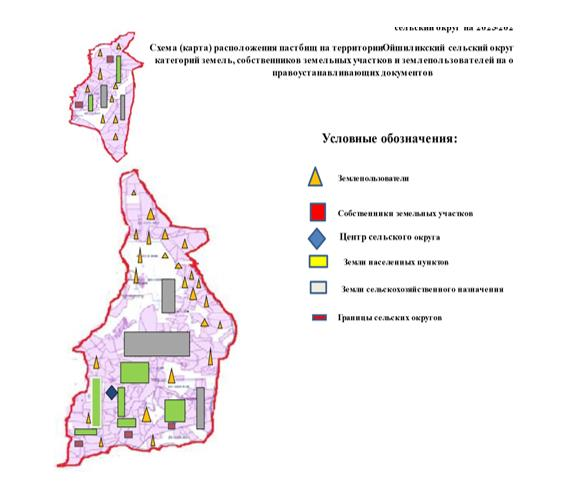 сельский округ на 2023-202
Схема (карта) расположения пастбищ на территорииОйшиликский сельский округ
категорий земель, собственников земельных участков и землепользователей на о
правоустанавливающих документов
Условные обозначения:
Землепользователи
Собственники земельных участков
Центр сельского округа
Земли населенных пунктов
Земли сельскохозяйственного назначения
Границы сельских округов